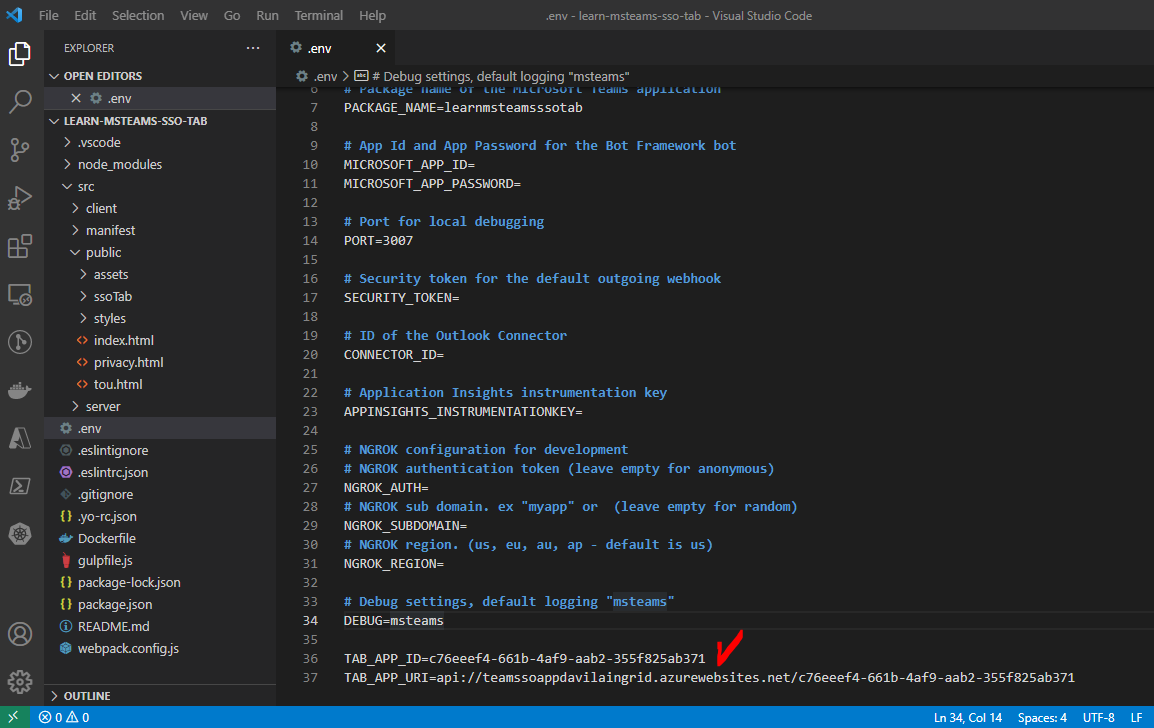 File Edit Selection View Go Run Terminal Help .env - learn-msteams-sso-tab - Visual Studio Code
EXPLORER ...
OPEN EDITORS
.env
LEARN-MSTEAMS-SSO-TAB
.vscode
node_modules
src
client
manifest
public
assets
ssoTab
styles
index.html
privacy.html
tou.html
server
.env
.eslintignore
.eslintrc.json
.gitignore
.yo-rc.json
Dockerfile
gulpfile.js
package-lock.json
package.json
README.md
webpack.config.js
OUTLINE
.env
.env > # Debug settings, default logging "msteams"
6 # Package name of the Microsoft Teams application
7 PACKAGE_NAME=learnmsteamsssotab
8
9 # App Id and App Password for the Bot Framework bot
10 MICROSOFT_APP_ID=
11 MICROSOFT_APP_PASSWORD=
12
13 # Port for local debugging
14 PORT=3007
15
16 # Security token for the default outgoing webhook
17 SECURITY_TOKEN=
18
19 # ID of the Outlook Connector
20 CONNECTOR_ID=
21
22 # Application Insights instrumentation key
23 APPINSIGHTS_INSTRUMENTATIONKEY=
24
25 # NGROK configuration for development
26 # NGROK authentication token (leave empty for anonymous)
27 NGROK_AUTH=
28 # NGROK sub domain. ex "myapp" or  (leave empty for random)
29 NGROK_SUBDOMAIN=
30 # NGROK region. (us, eu, au, ap - default is us)
31 NGROK_REGION=
32
33 # Debug settings, default logging "msteams"
34 DEBUG=msteams
35
36 TAB_APP_ID=c76eeef4-661b-4af9-aab2-355f825ab371
37 TAB_APP_URI=api://teamssoappdavilaingrid.azurewebsites.net/c76eeef4-661b-4af9-aab2-355f825ab371
0 0 Ln 34, Col 14 Spaces: 4 UTF-8 LF